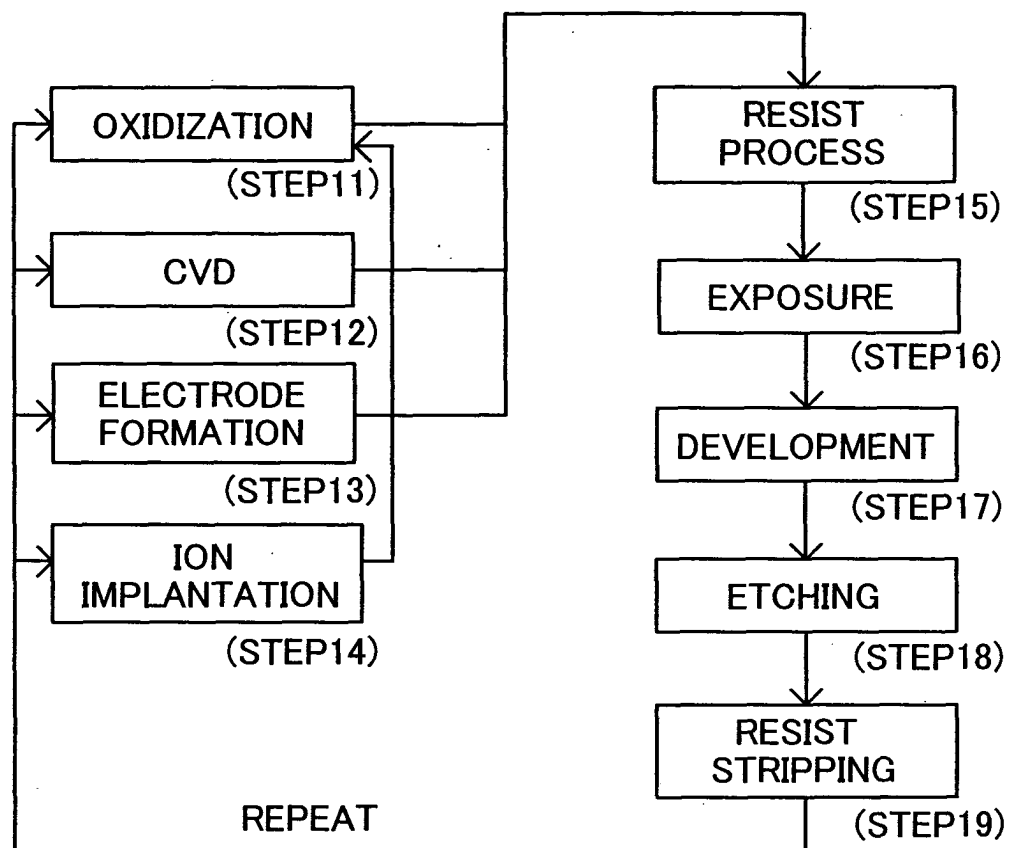 OXIDIZATION
(STEP11)
CVD
(STEP12)
ELECTRODE
FORMATION
(STEP13)
ION
IMPLANTATION
(STEP14)
RESIST
PROCESS
(STEP15)
EXPOSURE
(STEP16)
DEVELOPMENT
(STEP17)
ETCHING
(STEP18)
RESIST
STRIPPING
(STEP19)
REPEAT